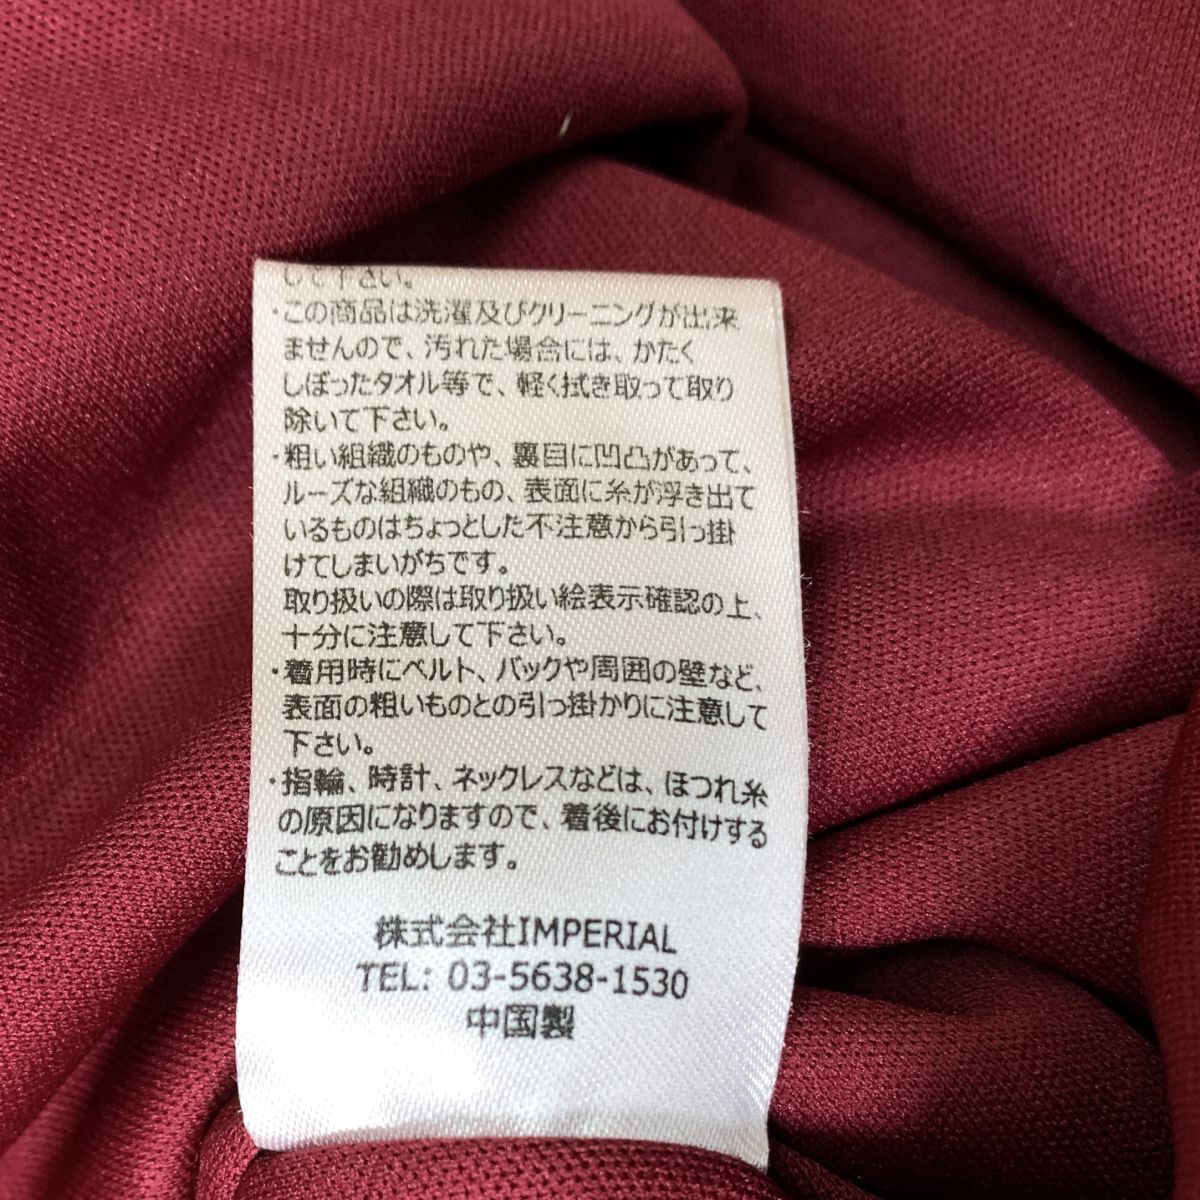 して下さい。
・この商品は洗濯及びクリーニングが出来
ませんので、汚れた場合には、かたく
しぼったタオル等で、軽く拭き取って取り
除いて下さい。
・粗い組織のものや、裏目に凹凸があって、
ルーズな組織のもの、表面に糸が浮き出て
いるものはちょっとした不注意から引っ掛
けてしまいがちです。
取り扱いの際は取り扱い絵表示確認の上、
十分に注意して下さい。
・着用時にベルト、バックや周囲の壁など、
表面の粗いものとの引っ掛かりに注意して
下さい。
・指輪、時計、ネックレスなどは、ほつれ糸
の原因になりますので、着後にお付けする
ことをお勧めします。
株式会社IMPERIAL
TEL: 03-5638-1530
中国製